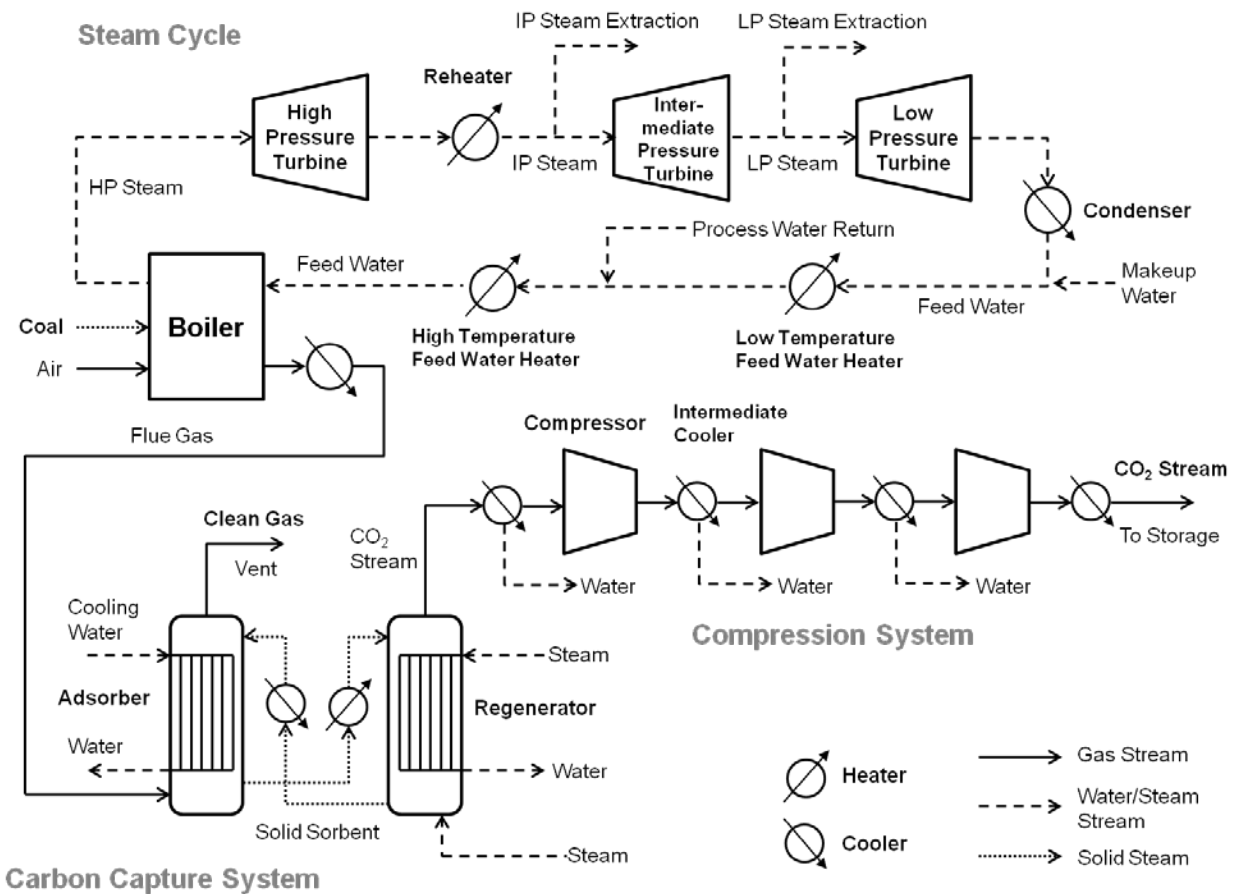 Steam Cycle
IP Steam Extraction
LP Steam Extraction
Reheater
High
Pressure
Turbine
Inter-
mediate
Pressure
Turbine
Low
Pressure
Turbine
IP Steam
LP Steam
HP Steam
Condenser
Process Water Return
Makeup
Water
Feed Water
Feed Water
High Temperature
Feed Water Heater
Low Temperature
Feed Water Heater
Boiler
Coal
Air
Flue Gas
Compressor
Intermediate
Cooler
CO2 Stream
To Storage
Water
Water
Water
Compression System
Clean Gas
Vent
CO2
Stream
Cooling
Water
Adsorber
Water
Steam
Regenerator
Water
Solid Sorbent
Steam
Carbon Capture System
Heater
Cooler
Gas Stream
Water/Steam
Stream
Solid Steam